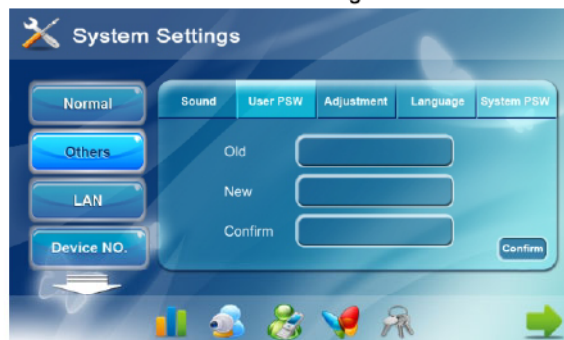 System Settings
Normal
Others
LAN
Device NO.
Sound User PSW Adjustment Language System PSW
Old
New
Confirm
Confirm